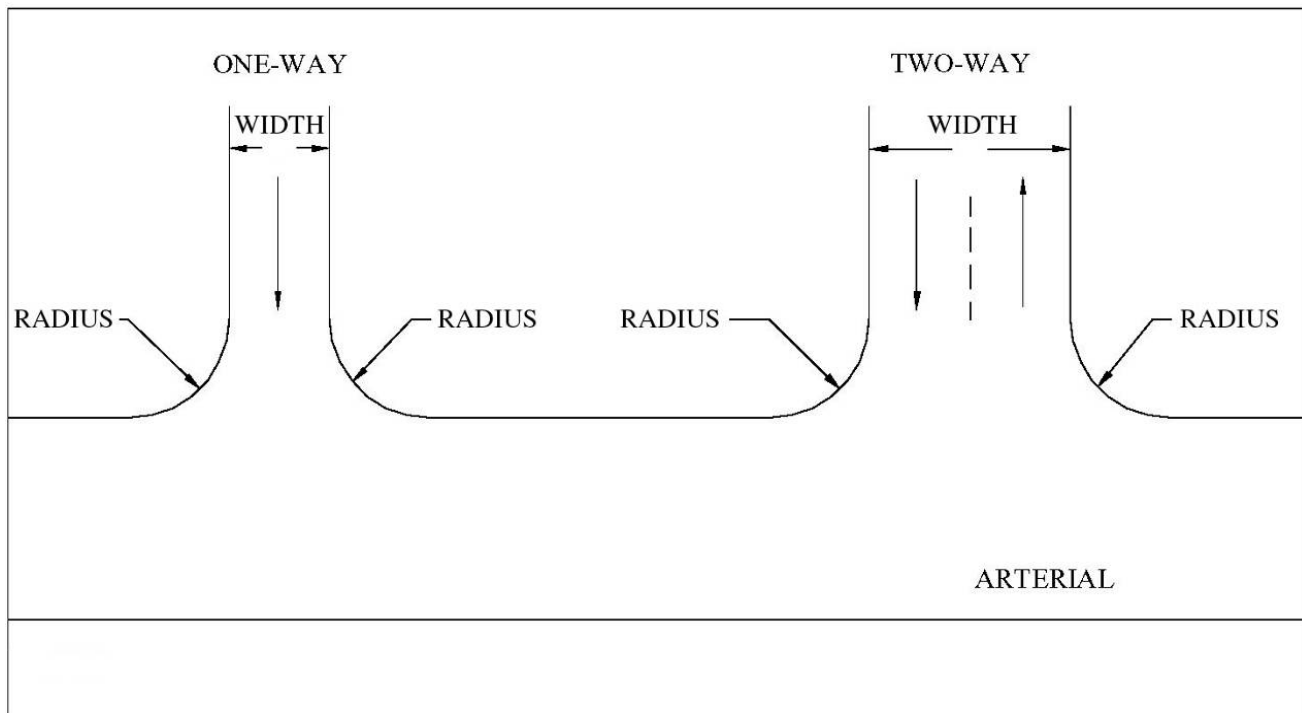 ONE-WAY
TWO-WAY
WIDTH
WIDTH
RADIUS
RADIUS
RADIUS
RADIUS
ARTERIAL